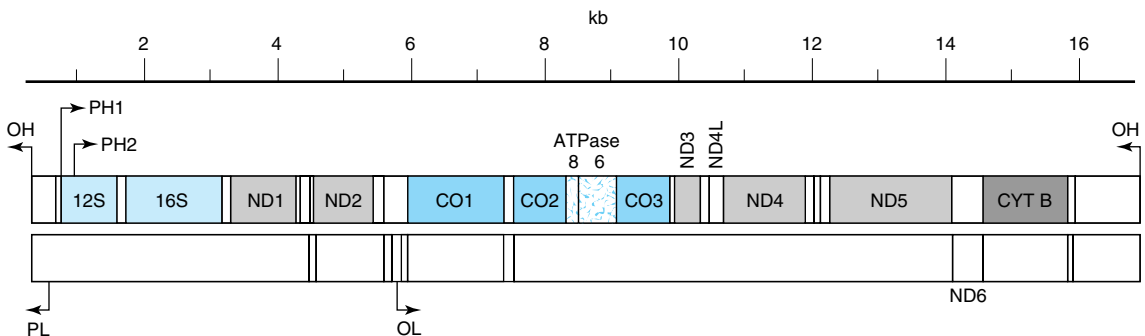 kb
2 4 6 8 10 12 14 16
PH1
OH PH2 ATPase ND3 ND4L OH
8 6
12S 16S ND1 ND2 CO1 CO2 CO3 ND4 ND5 CYT B
ND6
PL OL